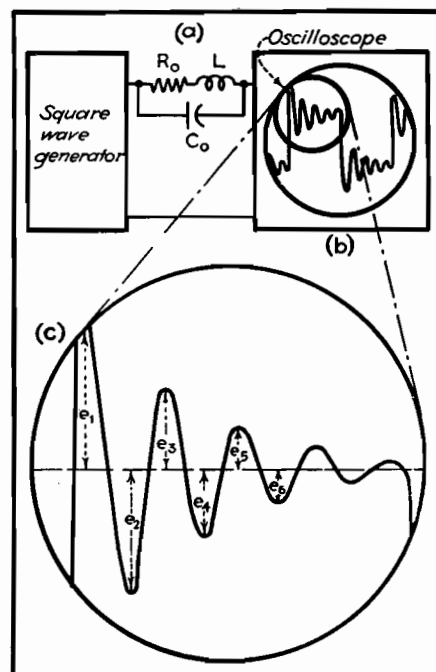 (a)
Oscilloscope
R₀ L
C₀
Square
wave
generator
(b)
(c)
e₁
e₂
e₃
e₄
e₅
e₆